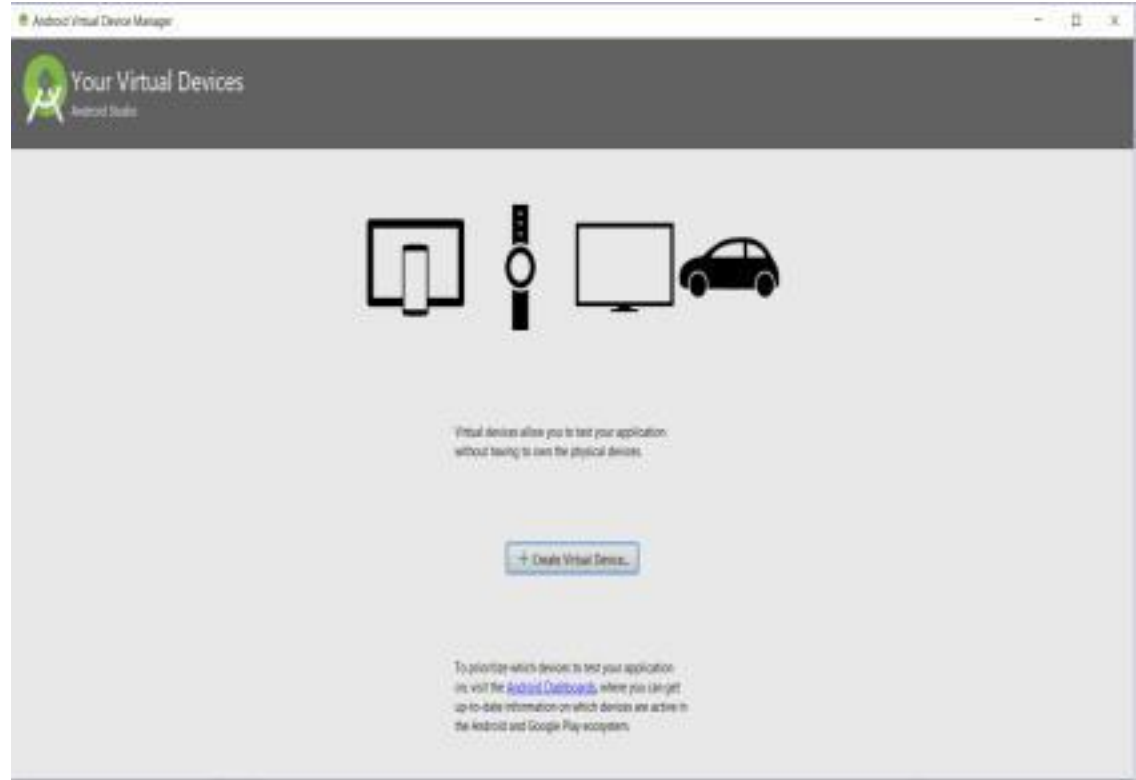 Android Virtual Device Manager
Your Virtual Devices
Android Studio
Virtual devices allow you to test your application
without having to own the physical devices.
+ Create Virtual Device...
To prioritize which devices to test your application
on, visit the Android Dashboards, where you can get
up-to-date information on which devices are active in
the Android and Google Play ecosystem.